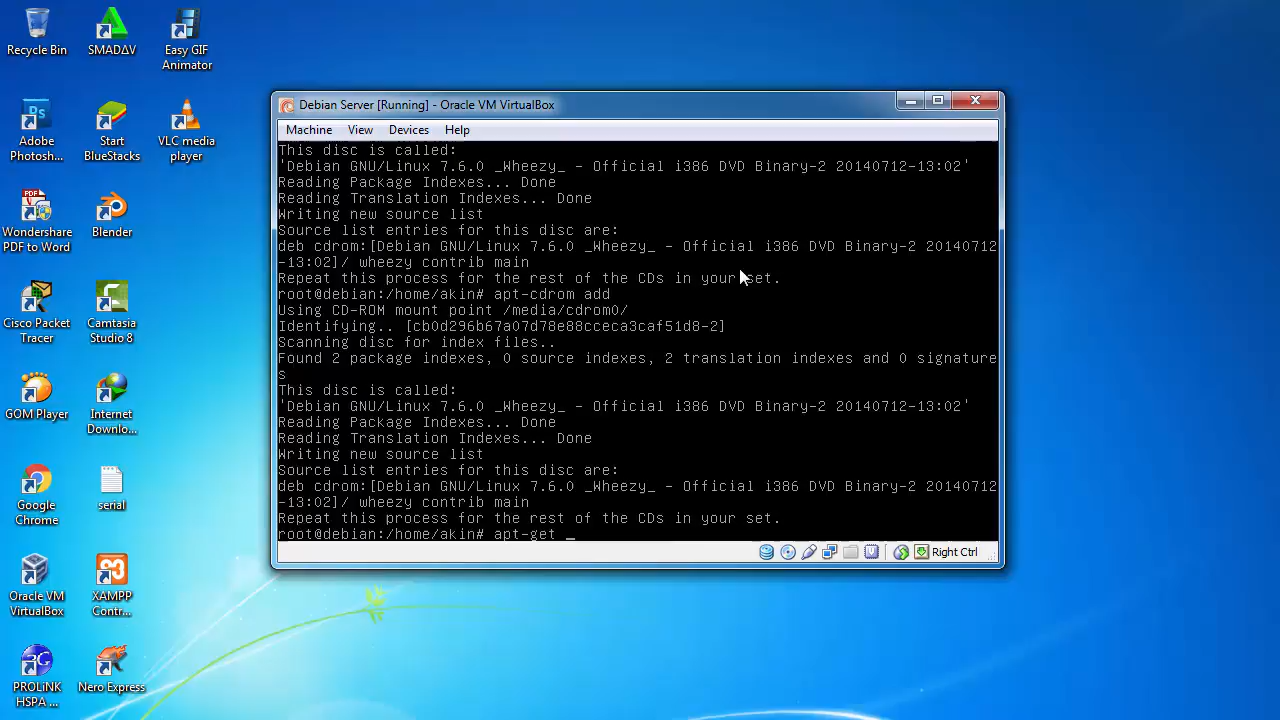 Recycle Bin
SMADΔV
Easy GIF
Animator
Adobe
Photosh...
Start
BlueStacks
VLC media
player
Wondershare
PDF to Word
Blender
Cisco Packet
Tracer
Camtasia
Studio 8
GOM Player
Internet
Downlo...
Google
Chrome
serial
Oracle VM
VirtualBox
XAMPP
Contr...
PROLiNK
HSPA ...
Nero Express
Debian Server [Running] - Oracle VM VirtualBox
Machine View Devices Help
This disc is called:
'Debian GNU/Linux 7.6.0 _Wheezy_ - Official i386 DVD Binary-2 20140712-13:02'
Reading Package Indexes... Done
Reading Translation Indexes... Done
Writing new source list
Source list entries for this disc are:
deb cdrom:[Debian GNU/Linux 7.6.0 _Wheezy_ - Official i386 DVD Binary-2 20140712
-13:02]/ wheezy contrib main
Repeat this process for the rest of the CDs in your set.
root@debian:/home/akin# apt-cdrom add
Using CD-ROM mount point /media/cdrom0/
Identifying.. [cb0d296b67a07d78e88cceca3caf51d8-2]
Scanning disc for index files..
Found 2 package indexes, 0 source indexes, 2 translation indexes and 0 signature
s
This disc is called:
'Debian GNU/Linux 7.6.0 _Wheezy_ - Official i386 DVD Binary-2 20140712-13:02'
Reading Package Indexes... Done
Reading Translation Indexes... Done
Writing new source list
Source list entries for this disc are:
deb cdrom:[Debian GNU/Linux 7.6.0 _Wheezy_ - Official i386 DVD Binary-2 20140712
-13:02]/ wheezy contrib main
Repeat this process for the rest of the CDs in your set.
root@debian:/home/akin# apt-get _
Right Ctrl